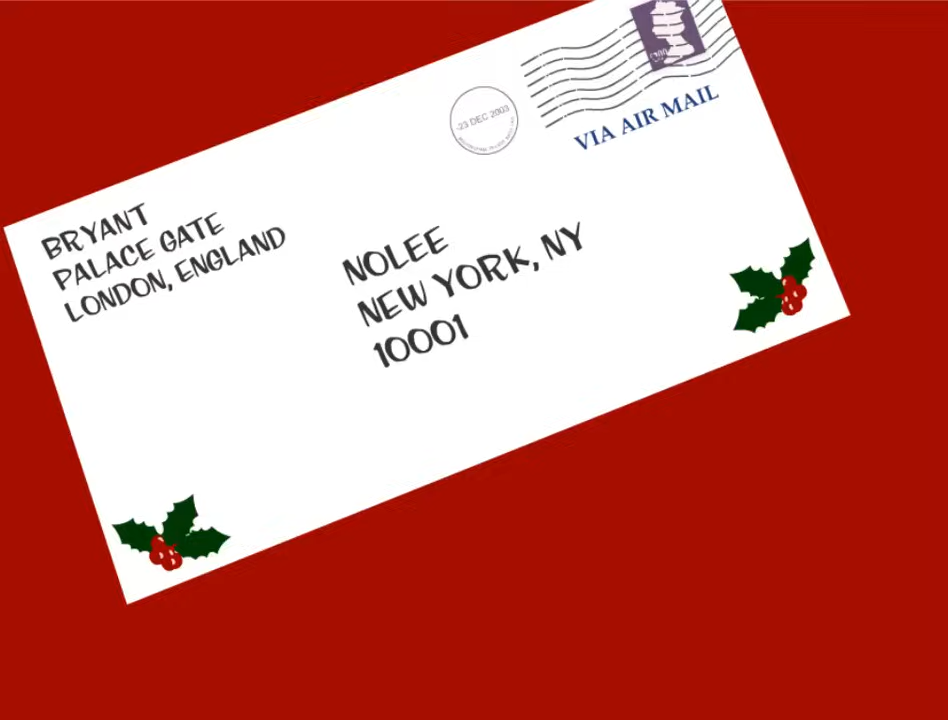 BRYANT
PALACE GATE
LONDON, ENGLAND
23 DEC 2003
VIA AIR MAIL
NOLEE
NEW YORK, NY
10001